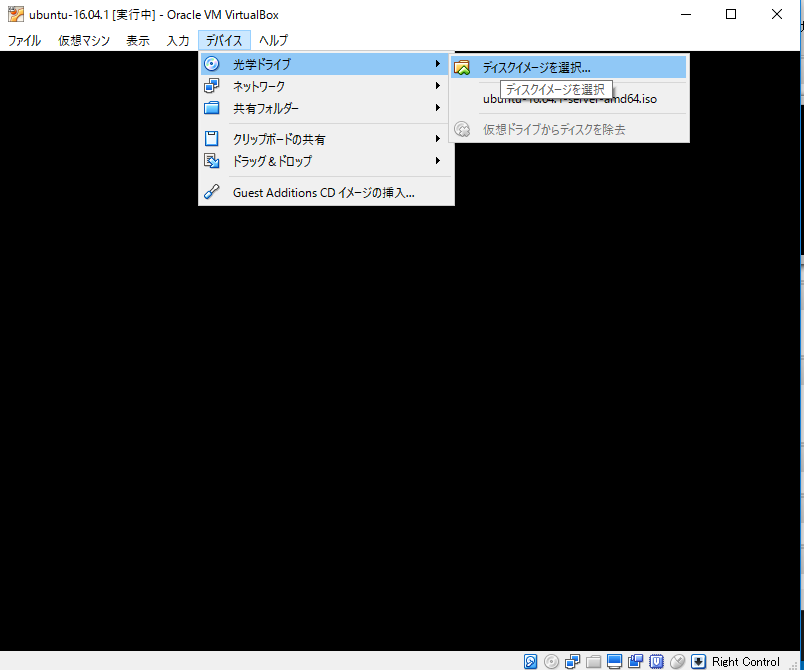 ubuntu-16.04.1 [実行中] - Oracle VM VirtualBox
ファイル 仮想マシン 表示 入力 デバイス ヘルプ
光学ドライブ
ネットワーク
共有フォルダー
クリップボードの共有
ドラッグ＆ドロップ
Guest Additions CD イメージの挿入...
ディスクイメージを選択...
ディスクイメージを選択
ubuntu-16.04.1-server-amd64.iso
仮想ドライブからディスクを除去
Right Control